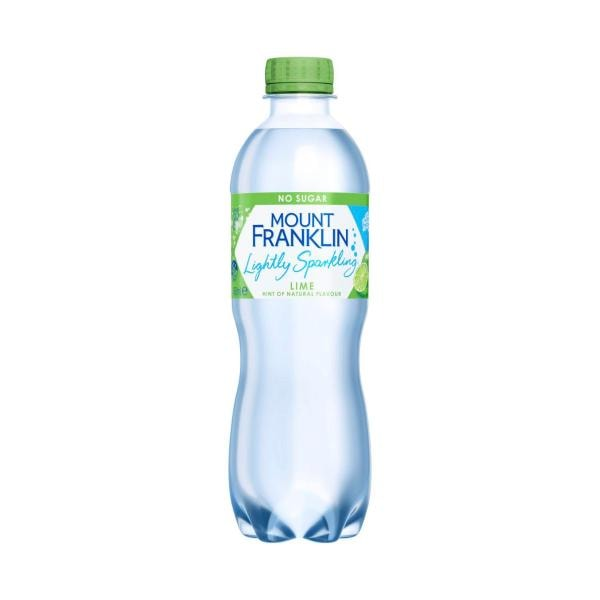 NO SUGAR
MOUNT
FRANKLIN
Lightly Sparkling
LIME
HINT OF NATURAL FLAVOUR